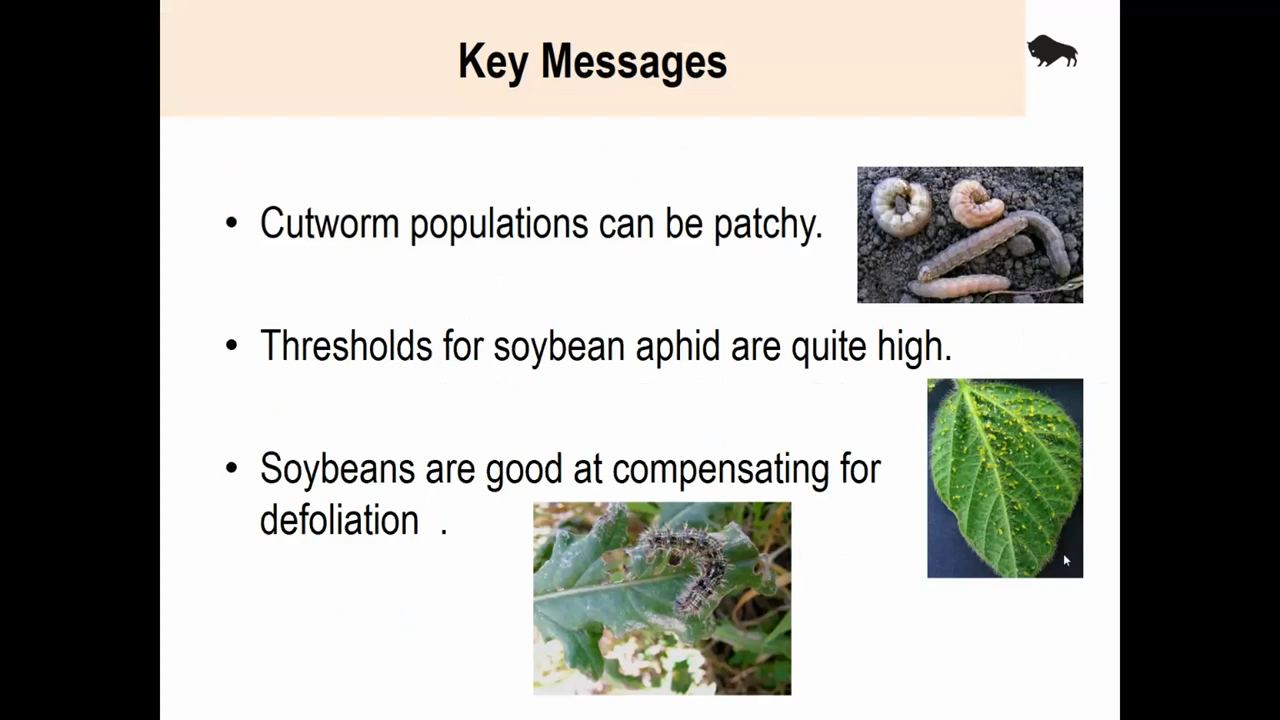 Key Messages
• Cutworm populations can be patchy.
• Thresholds for soybean aphid are quite high.
• Soybeans are good at compensating for
defoliation .